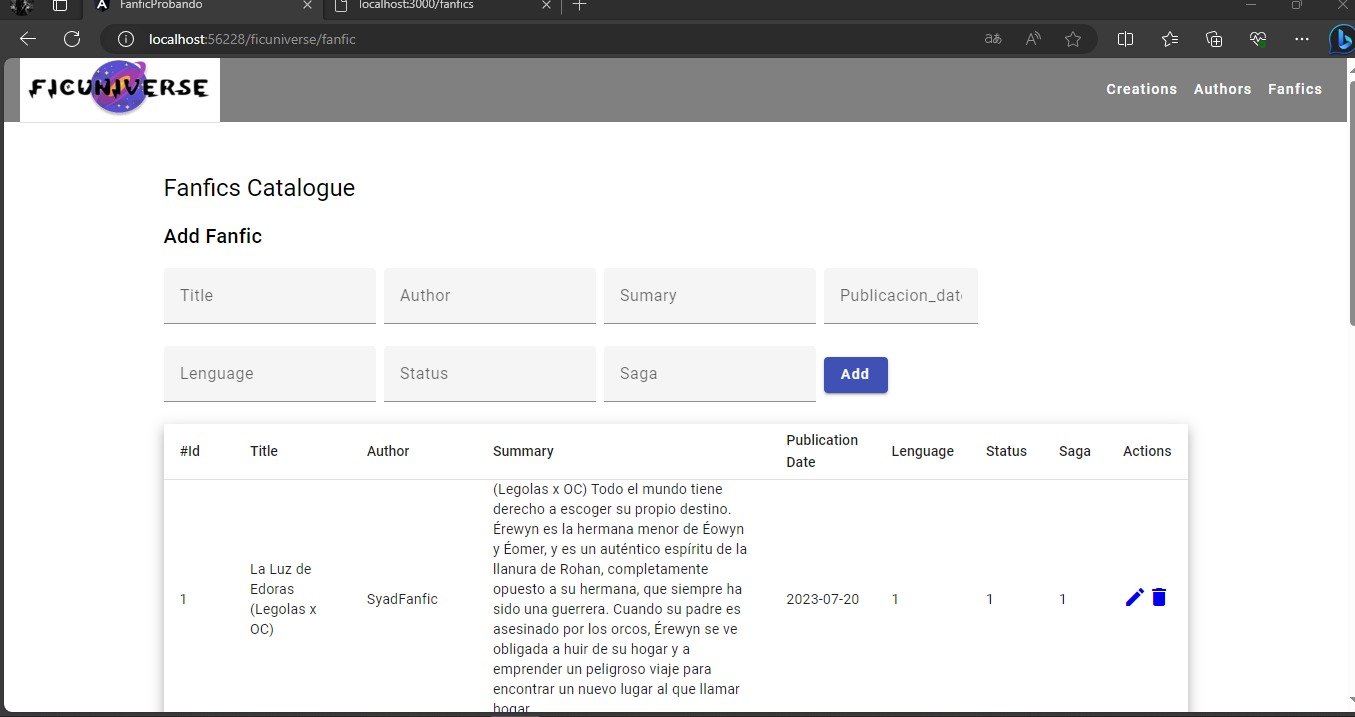 FanficProbando
localhost:3000/fanfics
localhost:56228/ficuniverse/fanfic
FICUNIVERSE
Creations Authors Fanfics
Fanfics Catalogue
Add Fanfic
Title Author Sumary Publicacion_dat
Lenguage Status Saga Add
#Id Title Author Summary Publication Date Lenguage Status Saga Actions
1
La Luz de
Edoras
(Legolas x
OC)
SyadFanfic
(Legolas x OC) Todo el mundo tiene
derecho a escoger su propio destino.
Érewyn es la hermana menor de Éowyn
y Éomer, y es un auténtico espíritu de la
llanura de Rohan, completamente
opuesto a su hermana, que siempre ha
sido una guerrera. Cuando su padre es
asesinado por los orcos, Érewyn se ve
obligada a huir de su hogar y a
emprender un peligroso viaje para
encontrar un nuevo lugar al que llamar
hogar
2023-07-20 1 1 1